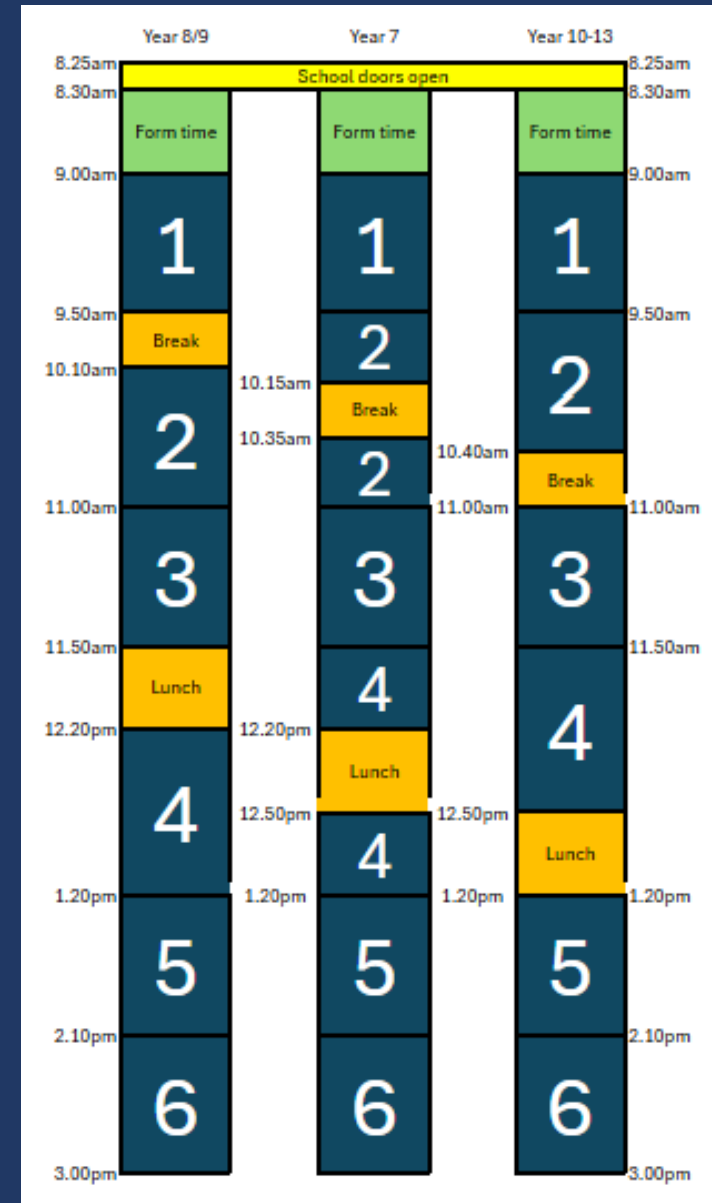 Year 8/9 Year 7 Year 10-13
8.25am School doors open 8.25am
8.30am 8.30am
Form time Form time Form time
9.00am 9.00am
1 1 1
9.50am 9.50am
Break 2 2
10.10am
10.15am
Break
2
10.35am
10.40am
2 Break
11.00am 11.00am 11.00am
3 3 3
11.50am 11.50am
Lunch 4 4
12.20pm 12.20pm
Lunch
4
12.50pm 12.50pm
4 Lunch
1.20pm 1.20pm 1.20pm 1.20pm
5 5 5
2.10pm 2.10pm
6 6 6
3.00pm 3.00pm